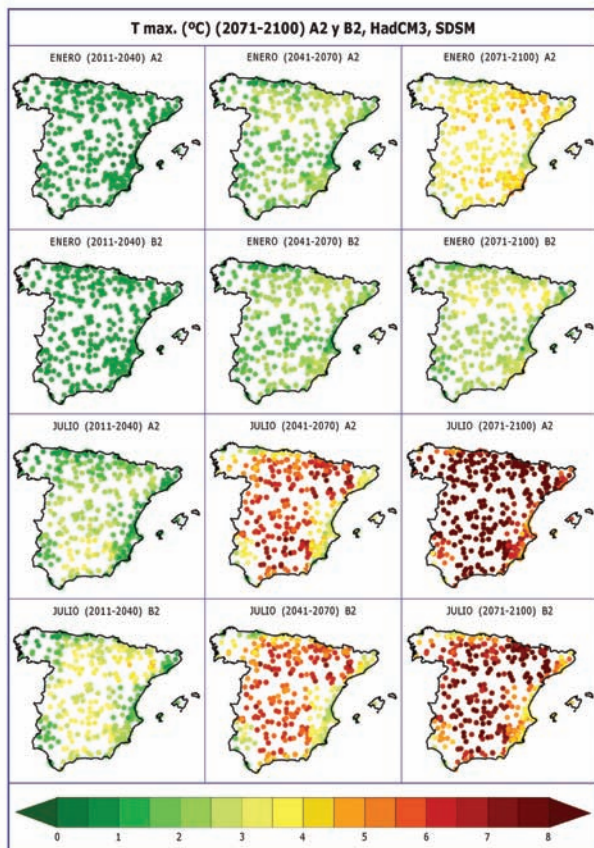 T max. (ºC) (2071-2100) A2 y B2, HadCM3, SDSM
ENERO (2011-2040) A2
ENERO (2041-2070) A2
ENERO (2071-2100) A2
ENERO (2011-2040) B2
ENERO (2041-2070) B2
ENERO (2071-2100) B2
JULIO (2011-2040) A2
JULIO (2041-2070) A2
JULIO (2071-2100) A2
JULIO (2011-2040) B2
JULIO (2041-2070) B2
JULIO (2071-2100) B2
0 1 2 3 4 5 6 7 8